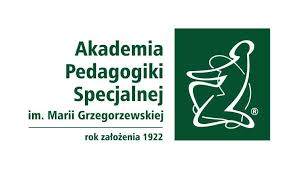 Akademia
Pedagogiki
Specjalnej
im. Marii Grzegorzewskiej
rok założenia 1922
®